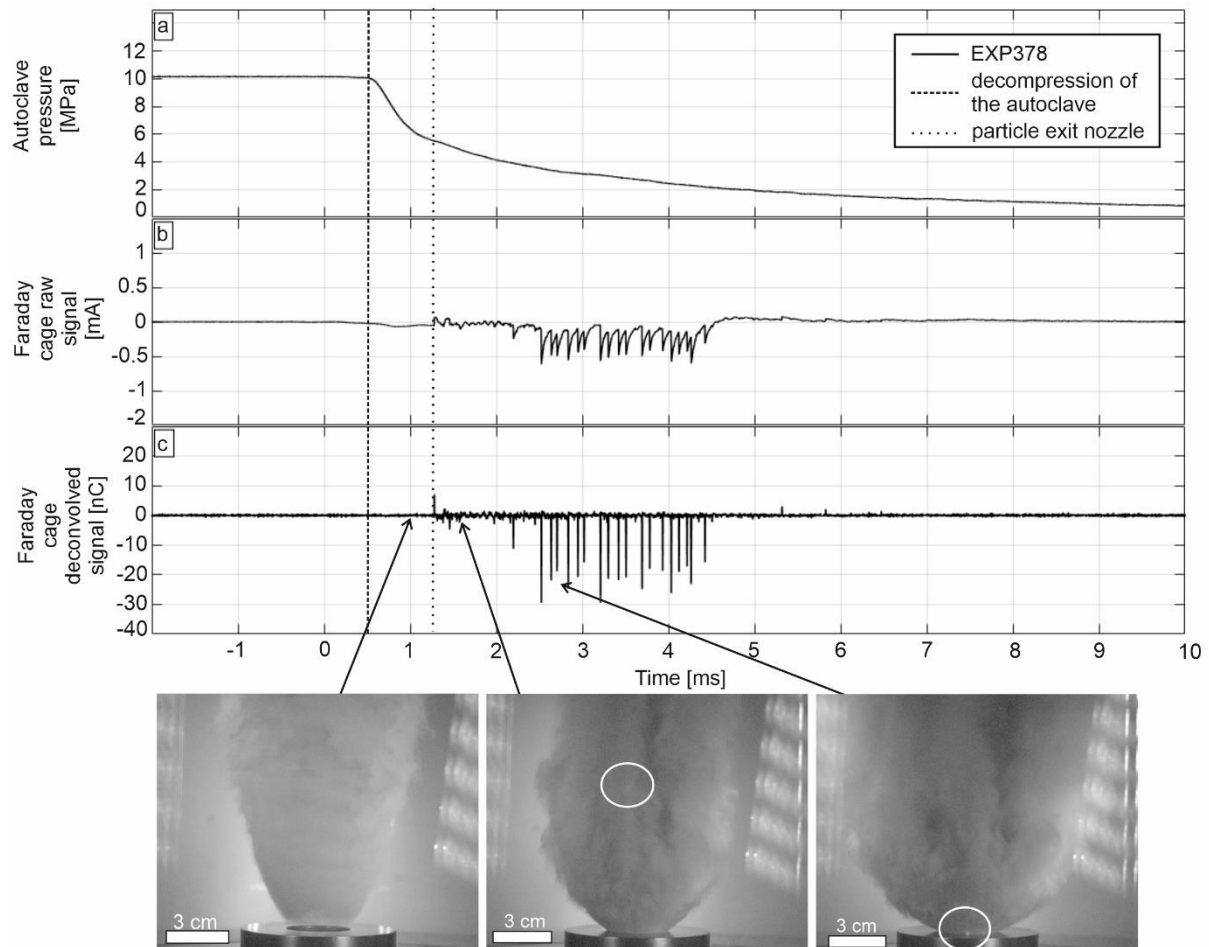 a
Autoclave
pressure
[MPa]
12
10
8
6
4
2
0
EXP378
decompression of
the autoclave
particle exit nozzle
b
Faraday
cage raw
signal
[mA]
1
0.5
0
-0.5
-1
-2
c
Faraday
cage
deconvolved
signal [nC]
20
10
0
-10
-20
-30
-40
-1
0
1
2
3
4
5
6
7
8
9
10
Time [ms]
3 cm
3 cm
3 cm